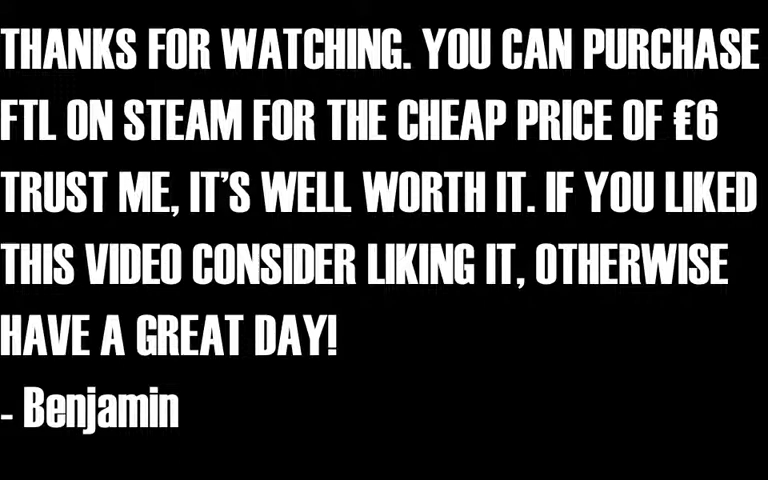 THANKS FOR WATCHING. YOU CAN PURCHASE
FTL ON STEAM FOR THE CHEAP PRICE OF £6
TRUST ME, IT'S WELL WORTH IT. IF YOU LIKED
THIS VIDEO CONSIDER LIKING IT, OTHERWISE
HAVE A GREAT DAY!
- Benjamin